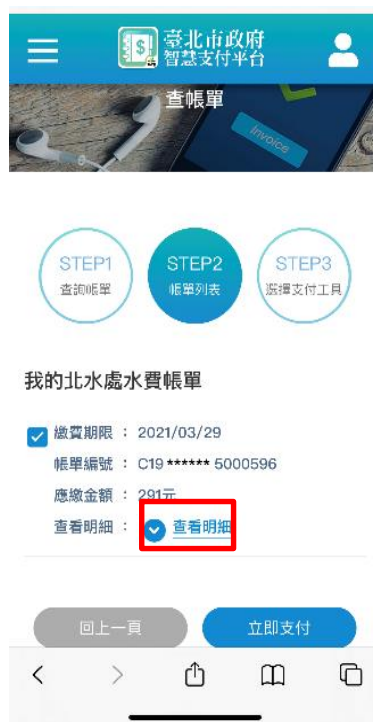 臺北市政府
智慧支付平台
查帳單
Invoice
STEP1
查詢帳單
STEP2
帳單列表
STEP3
選擇支付工具
我的北水處水費帳單
繳費期限 : 2021/03/29
帳單編號 : C19 ****** 5000596
應繳金額 : 291元
查看明細 : 查看明細
回上一頁
立即支付